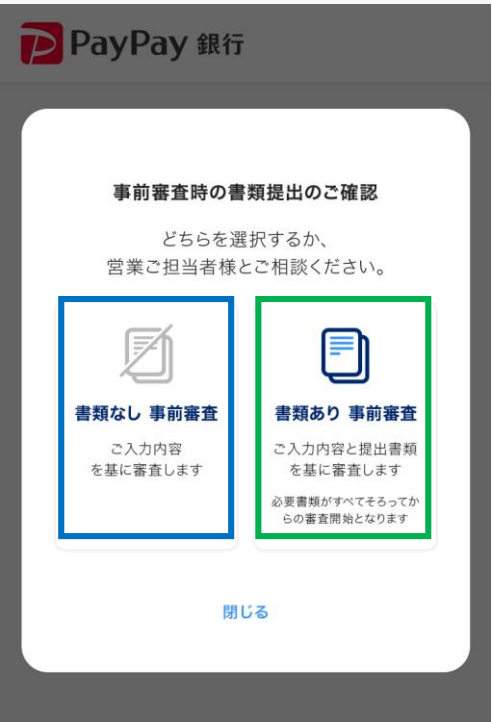 PayPay 銀行
事前審査時の書類提出のご確認
どちらを選択するか、
営業ご担当者様とご相談ください。
書類なし 事前審査
ご入力内容
を基に審査します
書類あり 事前審査
ご入力内容と提出書類
を基に審査します
必要書類がすべてそろってか
らの審査開始となります
閉じる